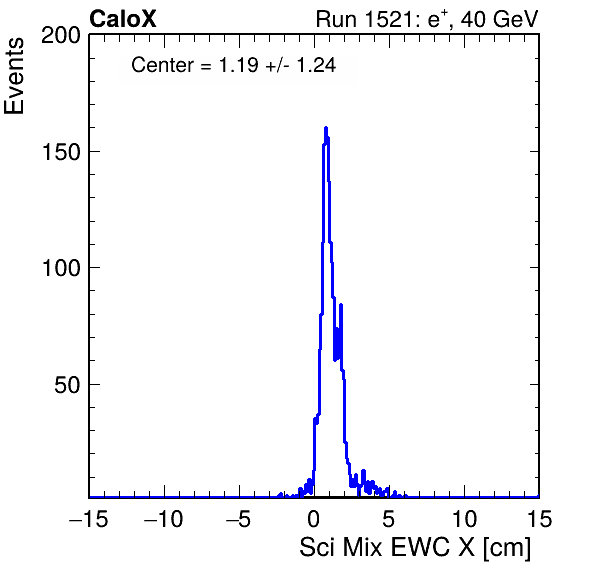 CaloX Run 1521: e⁺, 40 GeV
Events
200
Center = 1.19 +/- 1.24
150
100
50
−15 −10 −5 0 5 10 15
Sci Mix EWC X [cm]